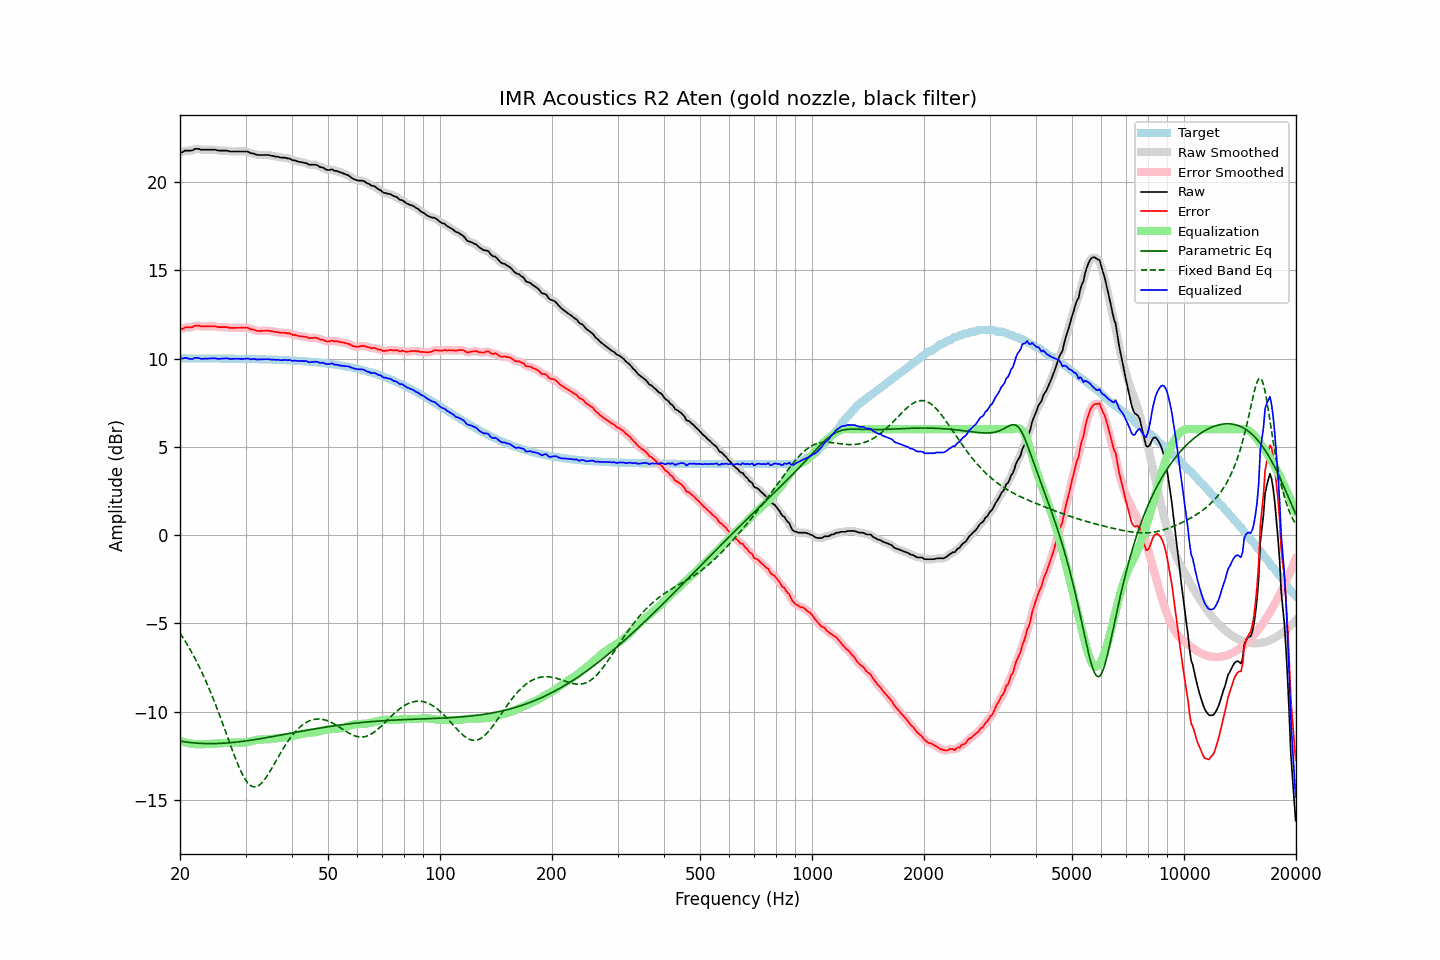 IMR Acoustics R2 Aten (gold nozzle, black filter)
Target
Raw Smoothed
Error Smoothed
Raw
Error
Equalization
Parametric Eq
Fixed Band Eq
Equalized
Amplitude (dBr)
20
15
10
5
0
−5
−10
−15
20
50
100
200
500
1000
2000
5000
10000
20000
Frequency (Hz)